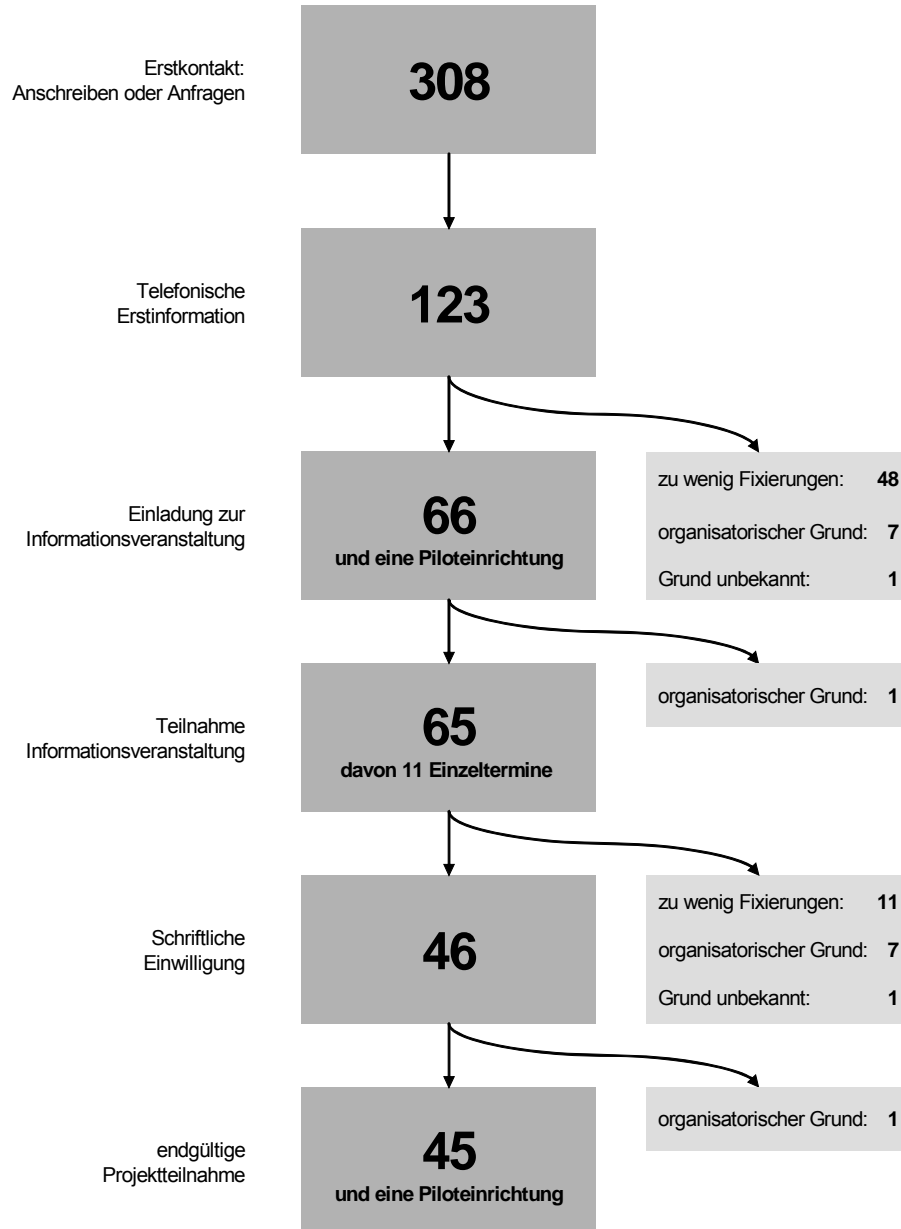 Erstkontakt:
Anschreiben oder Anfragen
308
Telefonische
Erstinformation
123
Einladung zur
Informationsveranstaltung
66
und eine Piloteinrichtung
zu wenig Fixierungen: 48
organisatorischer Grund: 7
Grund unbekannt: 1
Teilnahme
Informationsveranstaltung
65
davon 11 Einzeltermine
organisatorischer Grund: 1
Schriftliche
Einwilligung
46
zu wenig Fixierungen: 11
organisatorischer Grund: 7
Grund unbekannt: 1
endgültige
Projektteilnahme
45
und eine Piloteinrichtung
organisatorischer Grund: 1